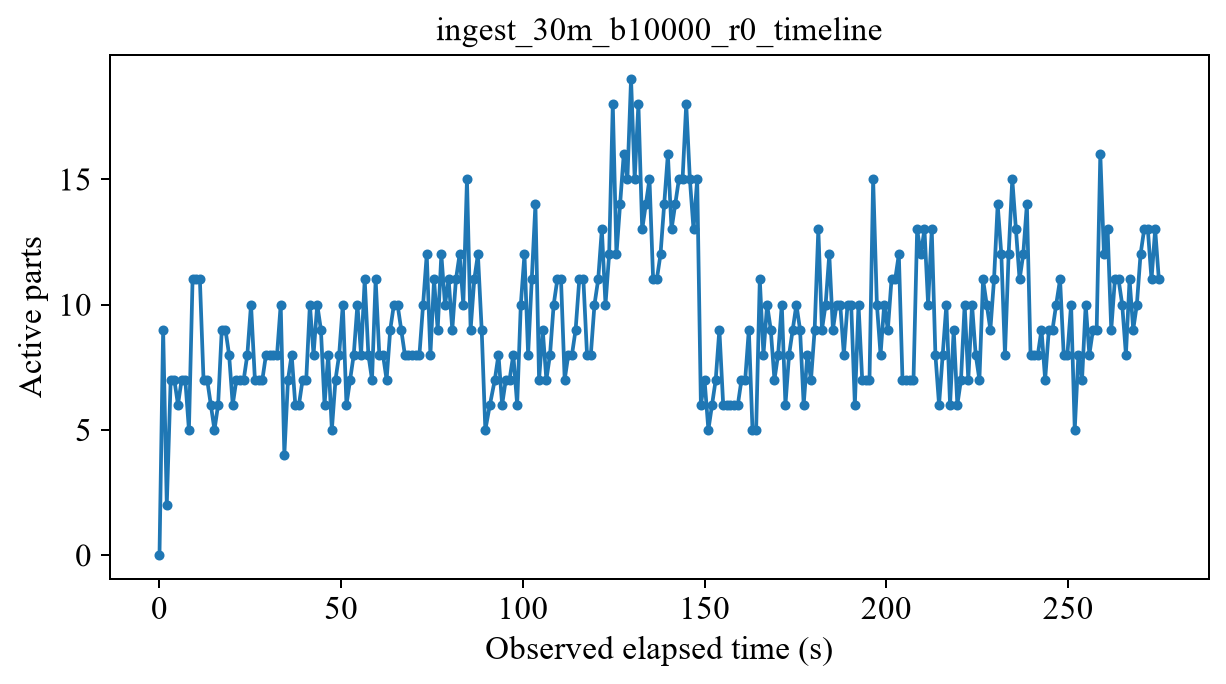 ingest_30m_b10000_r0_timeline
Active parts
15
10
5
0
0 50 100 150 200 250
Observed elapsed time (s)